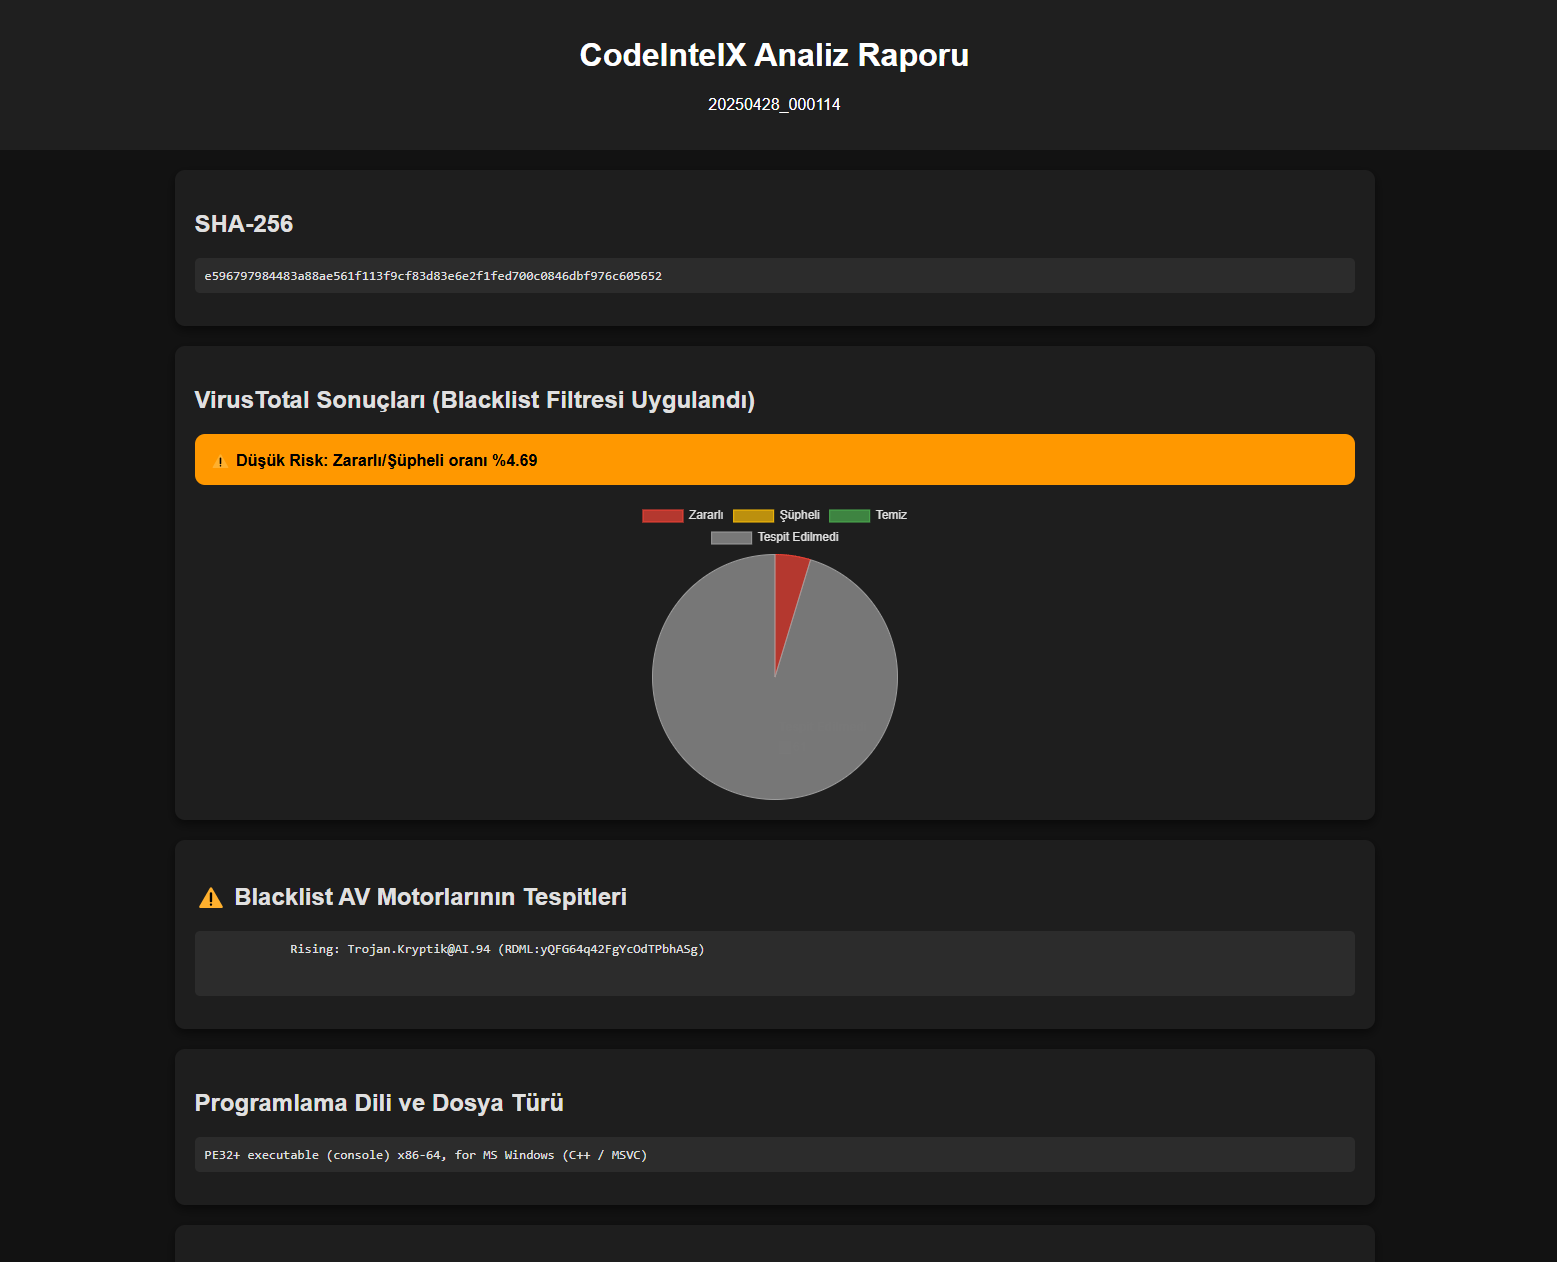 CodeIntelX Analiz Raporu
20250428_000114
SHA-256
e596797984483a88ae561f113f9cf83d83e6e2f1fed700c0846dbf976c605652
VirusTotal Sonuçları (Blacklist Filtresi Uygulandı)
⚠️ Düşük Risk: Zararlı/Şüpheli oranı %4.69
Zararlı Şüpheli Temiz
Tespit Edilmedi
⚠️ Blacklist AV Motorlarının Tespitleri
Rising: Trojan.Kryptik@AI.94 (RDML:yQFG64q42FgYcOdTPbhASg)
Programlama Dili ve Dosya Türü
PE32+ executable (console) x86-64, for MS Windows (C++ / MSVC)